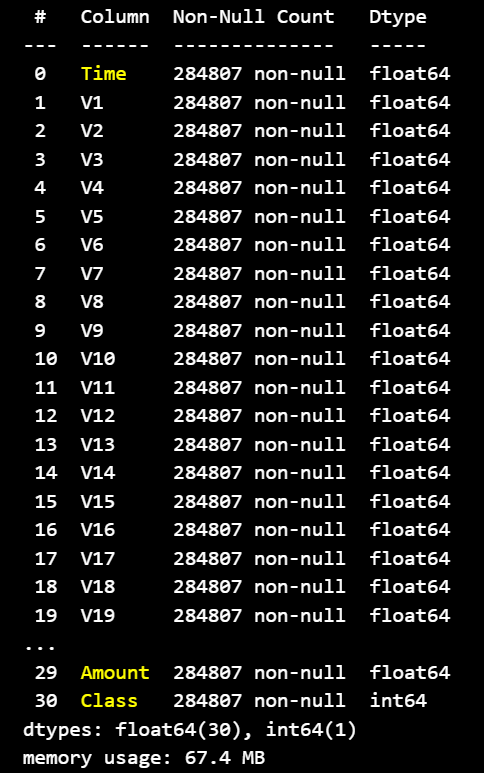 #   Column  Non-Null Count   Dtype
---  ------  --------------   -----
0   Time    284807 non-null  float64
1   V1      284807 non-null  float64
2   V2      284807 non-null  float64
3   V3      284807 non-null  float64
4   V4      284807 non-null  float64
5   V5      284807 non-null  float64
6   V6      284807 non-null  float64
7   V7      284807 non-null  float64
8   V8      284807 non-null  float64
9   V9      284807 non-null  float64
10  V10     284807 non-null  float64
11  V11     284807 non-null  float64
12  V12     284807 non-null  float64
13  V13     284807 non-null  float64
14  V14     284807 non-null  float64
15  V15     284807 non-null  float64
16  V16     284807 non-null  float64
17  V17     284807 non-null  float64
18  V18     284807 non-null  float64
19  V19     284807 non-null  float64
...
29  Amount  284807 non-null  float64
30  Class   284807 non-null  int64
dtypes: float64(30), int64(1)
memory usage: 67.4 MB